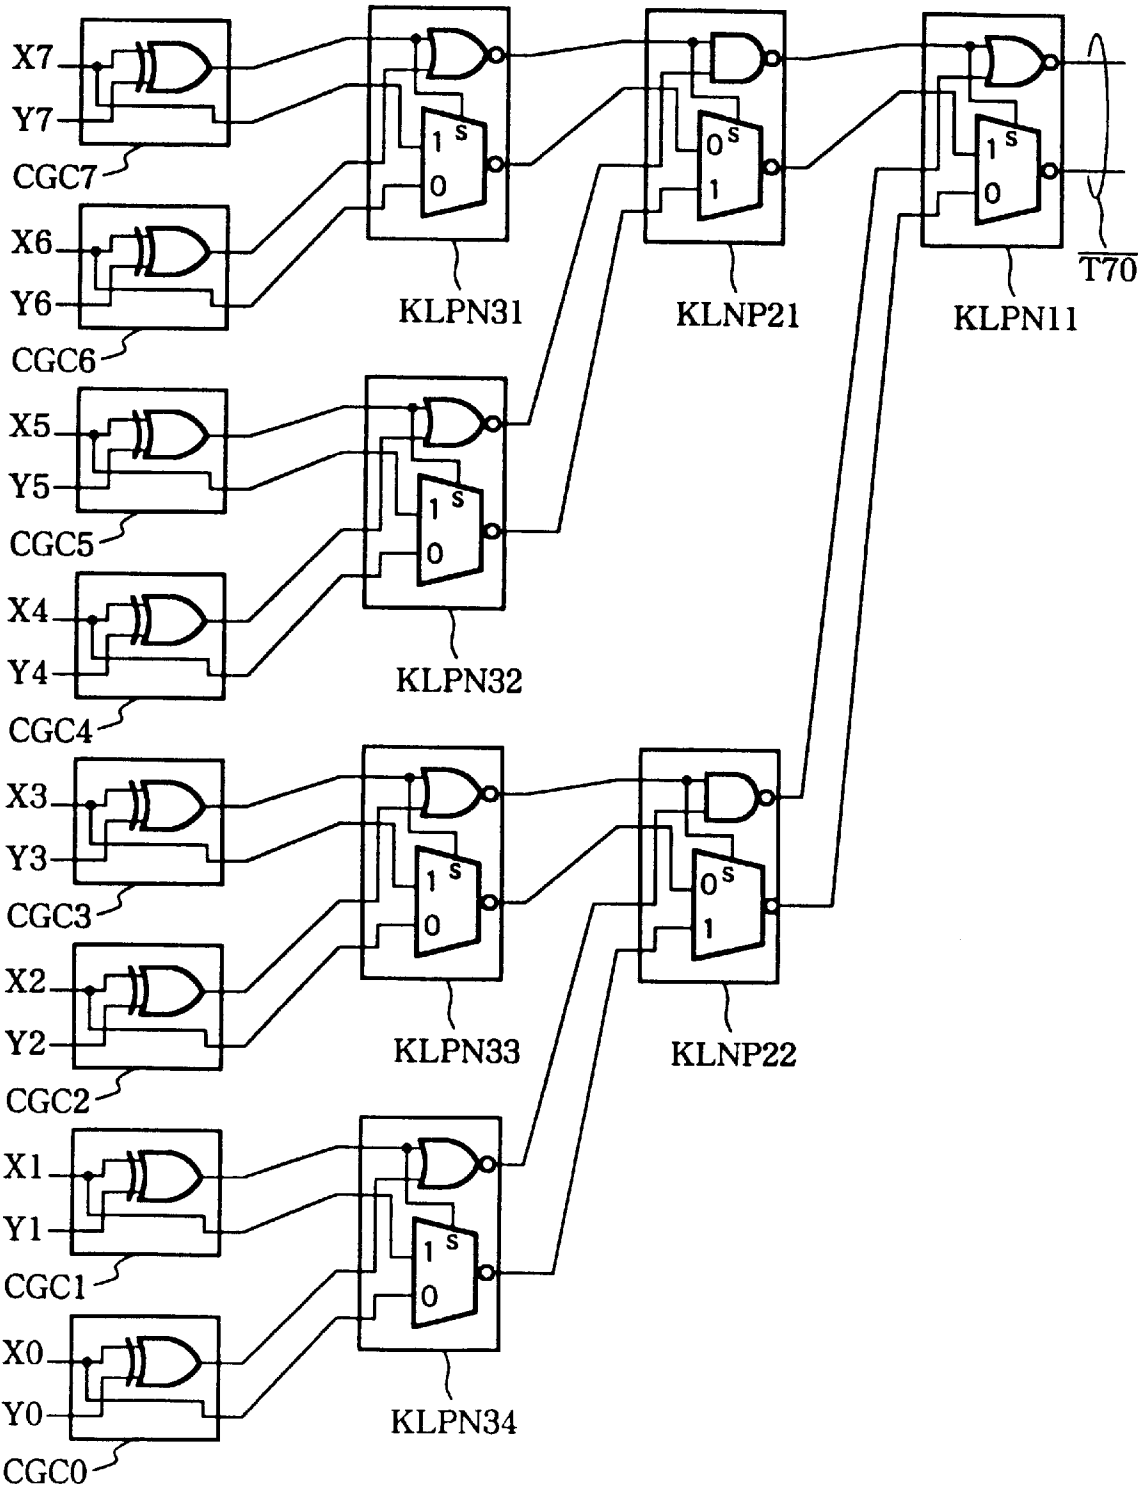 X7
Y7
CGC7
X6
Y6
CGC6
X5
Y5
CGC5
X4
Y4
CGC4
X3
Y3
CGC3
X2
Y2
CGC2
X1
Y1
CGC1
X0
Y0
CGC0
S
1
0
KLPN31
S
1
0
KLPN32
S
1
0
KLPN33
S
1
0
KLPN34
0 S
1
KLNP21
0 S
1
KLNP22
S
1
0
KLPN11
T70